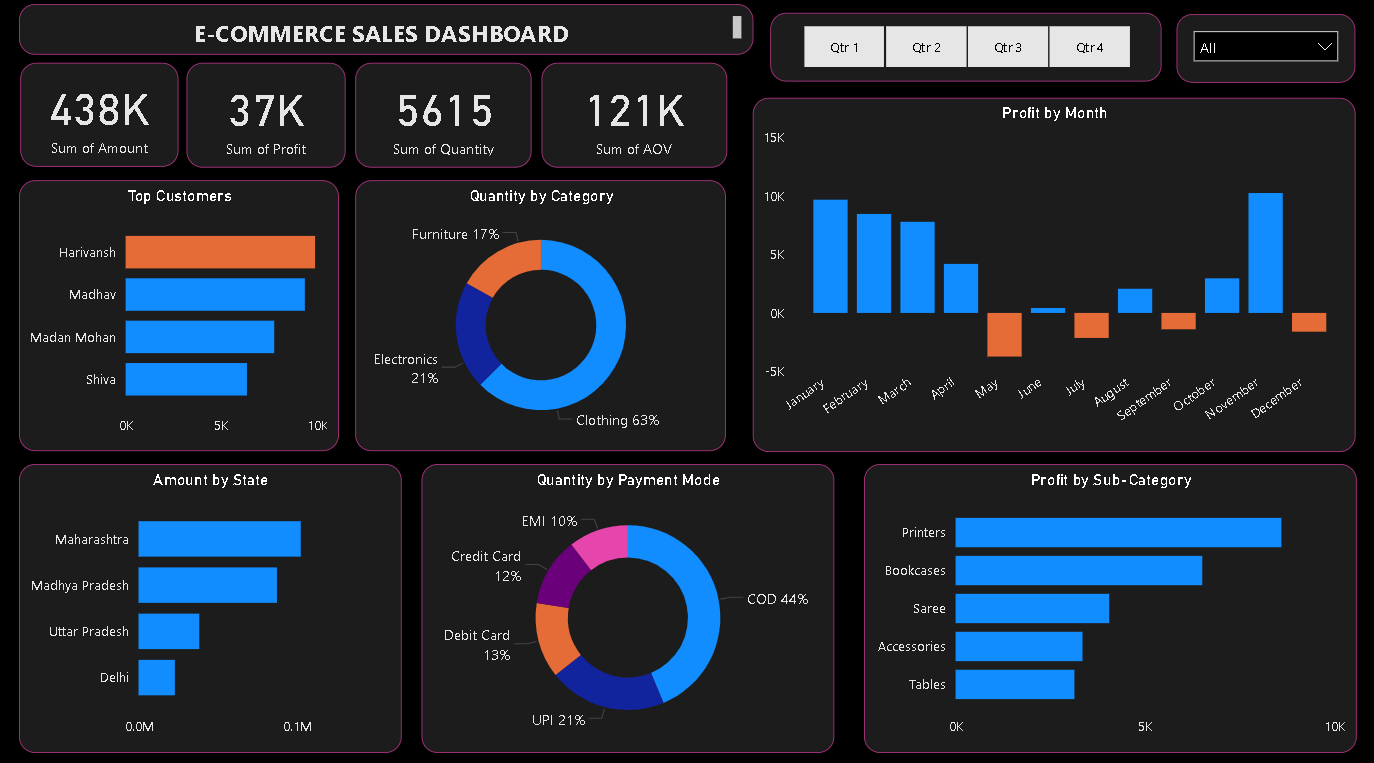 E-COMMERCE SALES DASHBOARD
Qtr 1
Qtr 2
Qtr 3
Qtr 4
All
438K
Sum of Amount
37K
Sum of Profit
5615
Sum of Quantity
121K
Sum of AOV
Top Customers
Harivansh
Madhav
Madan Mohan
Shiva
0K 5K 10K
Quantity by Category
Furniture 17%
Electronics
21%
Clothing 63%
Profit by Month
15K
10K
5K
0K
-5K
January February March April May June July August September October November December
Amount by State
Maharashtra
Madhya Pradesh
Uttar Pradesh
Delhi
0.0M 0.1M
Quantity by Payment Mode
EMI 10%
Credit Card
12%
COD 44%
Debit Card
13%
UPI 21%
Profit by Sub-Category
Printers
Bookcases
Saree
Accessories
Tables
0K 5K 10K